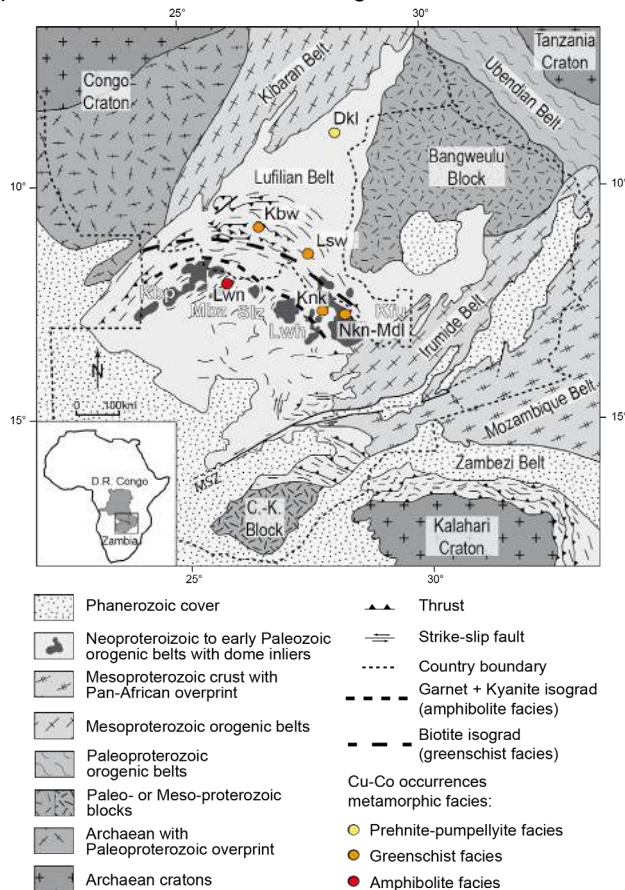 25°
30°
Tanzania
Craton
Congo
Craton
Kibaran Belt
Ubendian Belt
Dkl
Bangweulu
Block
10°
10°
Lufilian Belt
Kbw
Lsw
Kbp
Lwn
Mbz
Slz
Knk
Kfu
Lwh
Nkn-Mdl
Irumide Belt
N
0 100km
15°
15°
Mozambique Belt
MSZ
Zambezi Belt
D.R. Congo
Zambia
C.-K.
Block
Kalahari
Craton
25°
30°
Phanerozoic cover
Neoproteroizoic to early Paleozoic
orogenic belts with dome inliers
Mesoproterozoic crust with
Pan-African overprint
Mesoproterozoic orogenic belts
Paleoproterozoic
orogenic belts
Paleo- or Meso-proterozoic
blocks
Archaean with
Paleoproterozoic overprint
Archaean cratons
Thrust
Strike-slip fault
Country boundary
Garnet + Kyanite isograd
(amphibolite facies)
Biotite isograd
(greenschist facies)
Cu-Co occurrences
metamorphic facies:
Prehnite-pumpellyite facies
Greenschist facies
Amphibolite facies